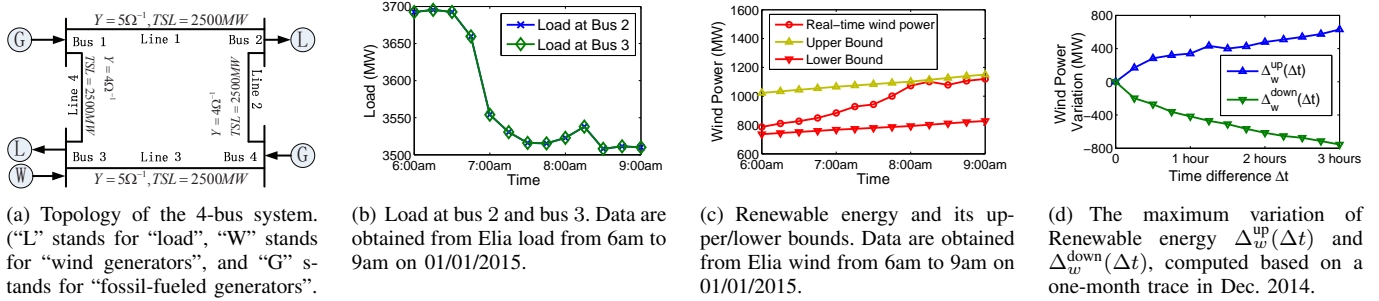 Y = 5Ω⁻¹, TSL = 2500MW
G
Bus 1
Line 1
Bus 2
L
Line 4
TSL = 2500MW
Y = 4Ω⁻¹
Y = 4Ω⁻¹
TSL = 2500MW
Line 2
L
Bus 3
Line 3
Bus 4
G
W
Y = 5Ω⁻¹, TSL = 2500MW
(a) Topology of the 4-bus system.
("L" stands for "load", "W" stands
for "wind generators", and "G" s-
tands for "fossil-fueled generators".
3700
3650
3600
3550
3500
Load (MW)
Load at Bus 2
Load at Bus 3
6:00am
7:00am
8:00am
9:00am
Time
(b) Load at bus 2 and bus 3. Data are
obtained from Elia load from 6am to
9am on 01/01/2015.
1600
1400
1200
1000
800
600
Wind Power (MW)
Real−time wind power
Upper Bound
Lower Bound
6:00am
7:00am
8:00am
9:00am
Time
(c) Renewable energy and its up-
per/lower bounds. Data are obtained
from Elia wind from 6am to 9am on
01/01/2015.
800
400
0
−400
−800
Wind Power
Variation (MW)
Δ_w^up(Δt)
Δ_w^down(Δt)
0
1 hour
2 hours
3 hours
Time difference Δt
(d) The maximum variation of
Renewable energy Δ_w^up(Δt) and
Δ_w^down(Δt), computed based on a
one-month trace in Dec. 2014.